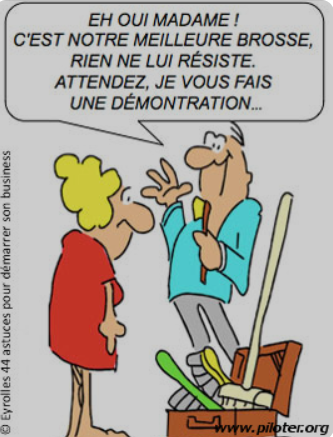 EH OUI MADAME !
C'EST NOTRE MEILLEURE BROSSE,
RIEN NE LUI RÉSISTE.
ATTENDEZ, JE VOUS FAIS
UNE DÉMONTRATION...
© Eyrolles 44 astuces pour démarrer son business
www.piloter.org